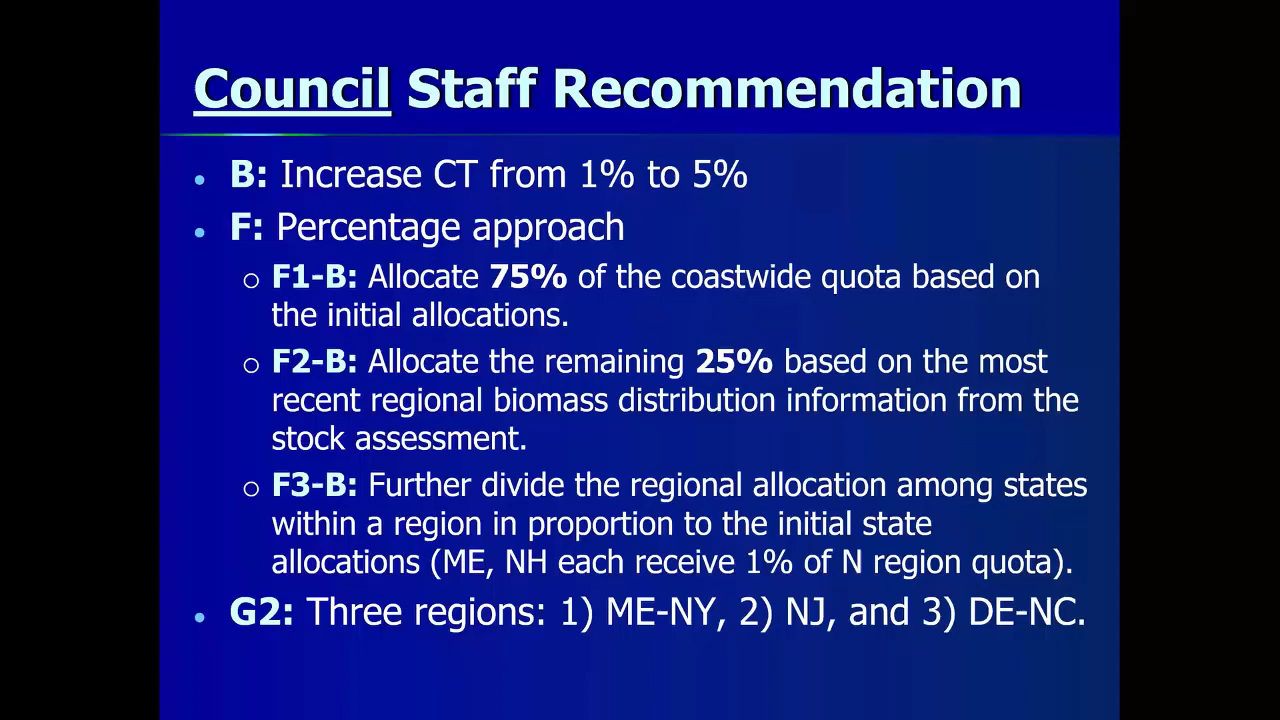 Council Staff Recommendation
• B: Increase CT from 1% to 5%
• F: Percentage approach
o F1-B: Allocate 75% of the coastwide quota based on
the initial allocations.
o F2-B: Allocate the remaining 25% based on the most
recent regional biomass distribution information from the
stock assessment.
o F3-B: Further divide the regional allocation among states
within a region in proportion to the initial state
allocations (ME, NH each receive 1% of N region quota).
• G2: Three regions: 1) ME-NY, 2) NJ, and 3) DE-NC.